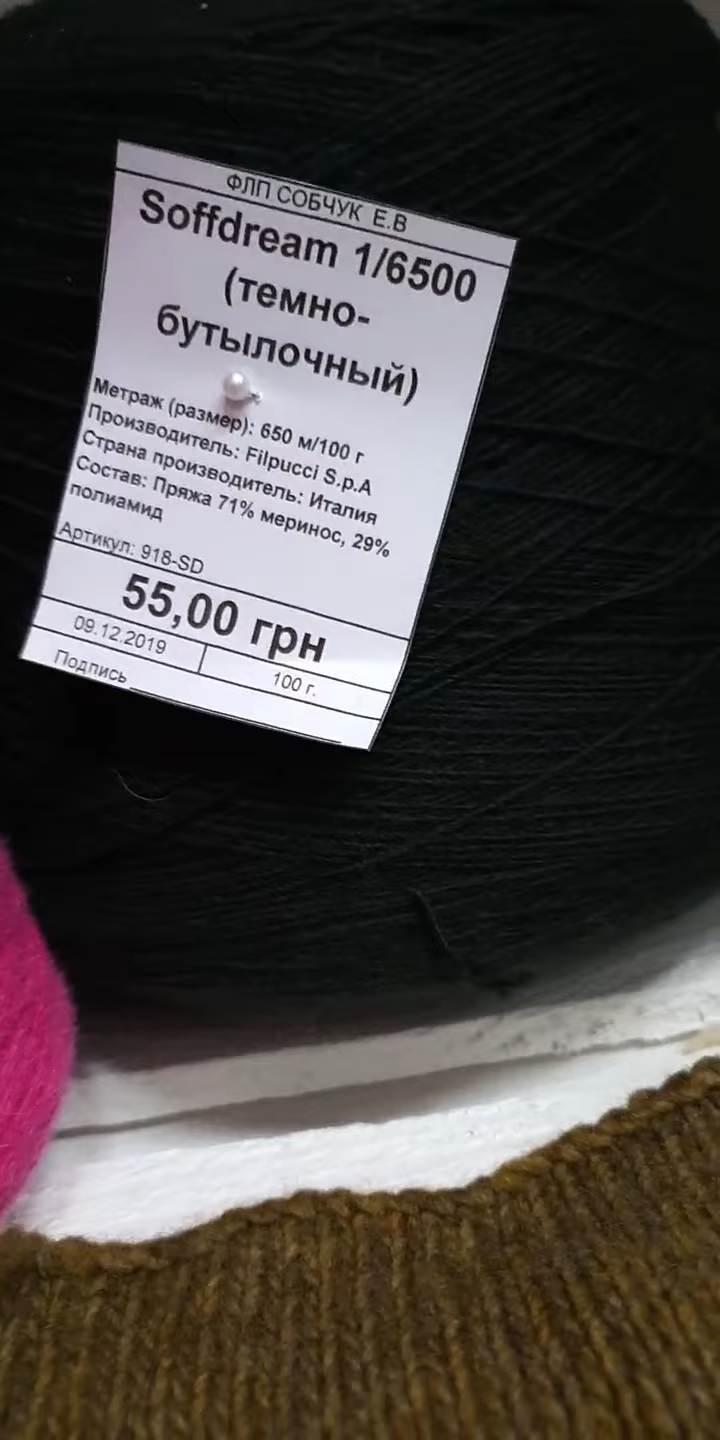 ФЛП СОБЧУК Е.В
Soffdream 1/6500
(темно-
бутылочный)
Метраж (размер): 650 м/100 г
Производитель: Filpucci S.p.A
Страна производитель: Италия
Состав: Пряжа 71% меринос, 29%
полиамид
Артикул: 918-SD
55,00 грн
09.12.2019
100 г.
Подпись